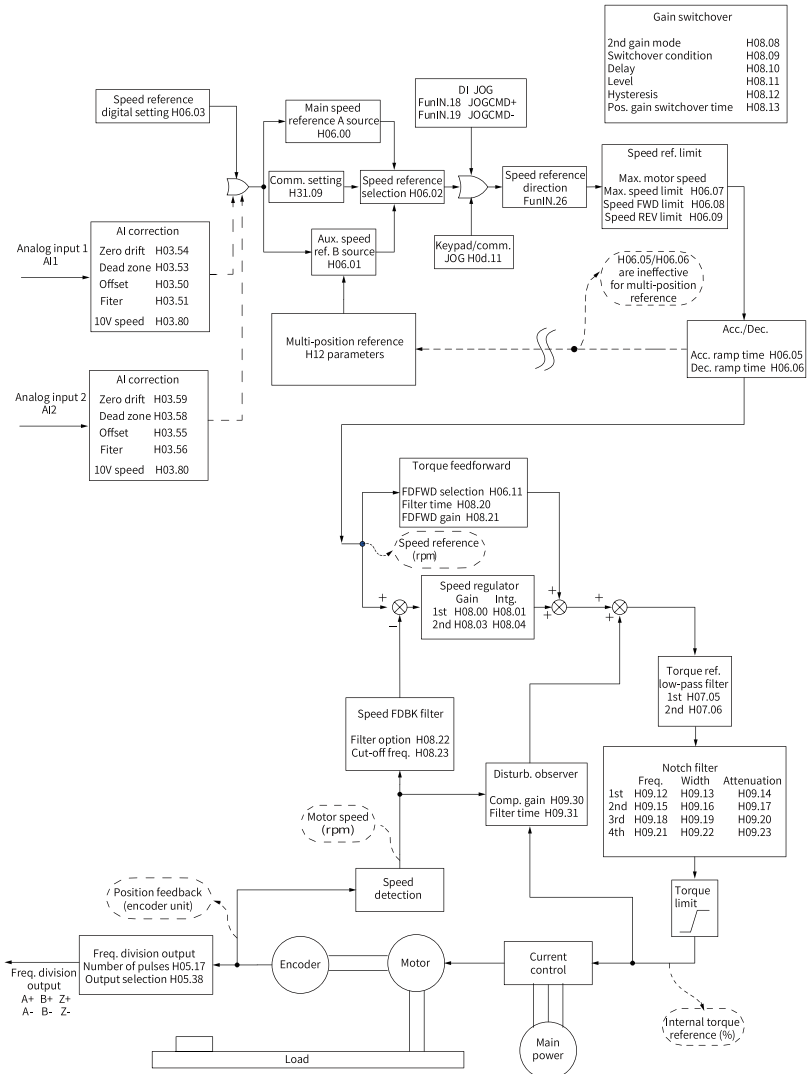 Gain switchover
2nd gain mode H08.08
Switchover condition H08.09
Delay H08.10
Level H08.11
Hysteresis H08.12
Pos. gain switchover time H08.13
Speed reference
digital setting H06.03
Main speed
reference A source
H06.00
DI JOG
FunIN.18 JOGCMD+
FunIN.19 JOGCMD-
Comm. setting
H31.09
Speed reference
selection H06.02
Speed reference
direction
FunIN.26
Speed ref. limit
Max. motor speed
Max. speed limit H06.07
Speed FWD limit H06.08
Speed REV limit H06.09
Analog input 1
AI1
AI correction
Zero drift H03.54
Dead zone H03.53
Offset H03.50
Fiter H03.51
10V speed H03.80
Aux. speed
ref. B source
H06.01
Keypad/comm.
JOG H0d.11
H06.05/H06.06
are ineffective
for multi-position
reference
Multi-position reference
H12 parameters
Acc./Dec.
Acc. ramp time H06.05
Dec. ramp time H06.06
Analog input 2
AI2
AI correction
Zero drift H03.59
Dead zone H03.58
Offset H03.55
Fiter H03.56
10V speed H03.80
Torque feedforward
FDFWD selection H06.11
Filter time H08.20
FDFWD gain H08.21
Speed reference
(rpm)
Speed regulator
Gain Intg.
1st H08.00 H08.01
2nd H08.03 H08.04
+
−
+
+
+
+
Torque ref.
low-pass filter
1st H07.05
2nd H07.06
Speed FDBK filter
Filter option H08.22
Cut-off freq. H08.23
Disturb. observer
Comp. gain H09.30
Filter time H09.31
Notch filter
Freq. Width Attenuation
1st H09.12 H09.13 H09.14
2nd H09.15 H09.16 H09.17
3rd H09.18 H09.19 H09.20
4th H09.21 H09.22 H09.23
Motor speed
(rpm)
Speed
detection
Torque
limit
Position feedback
(encoder unit)
Freq. division output
Number of pulses H05.17
Output selection H05.38
Encoder
Motor
Current
control
Freq. division
output
A+ B+ Z+
A- B- Z-
Internal torque
reference (%)
Main
power
Load